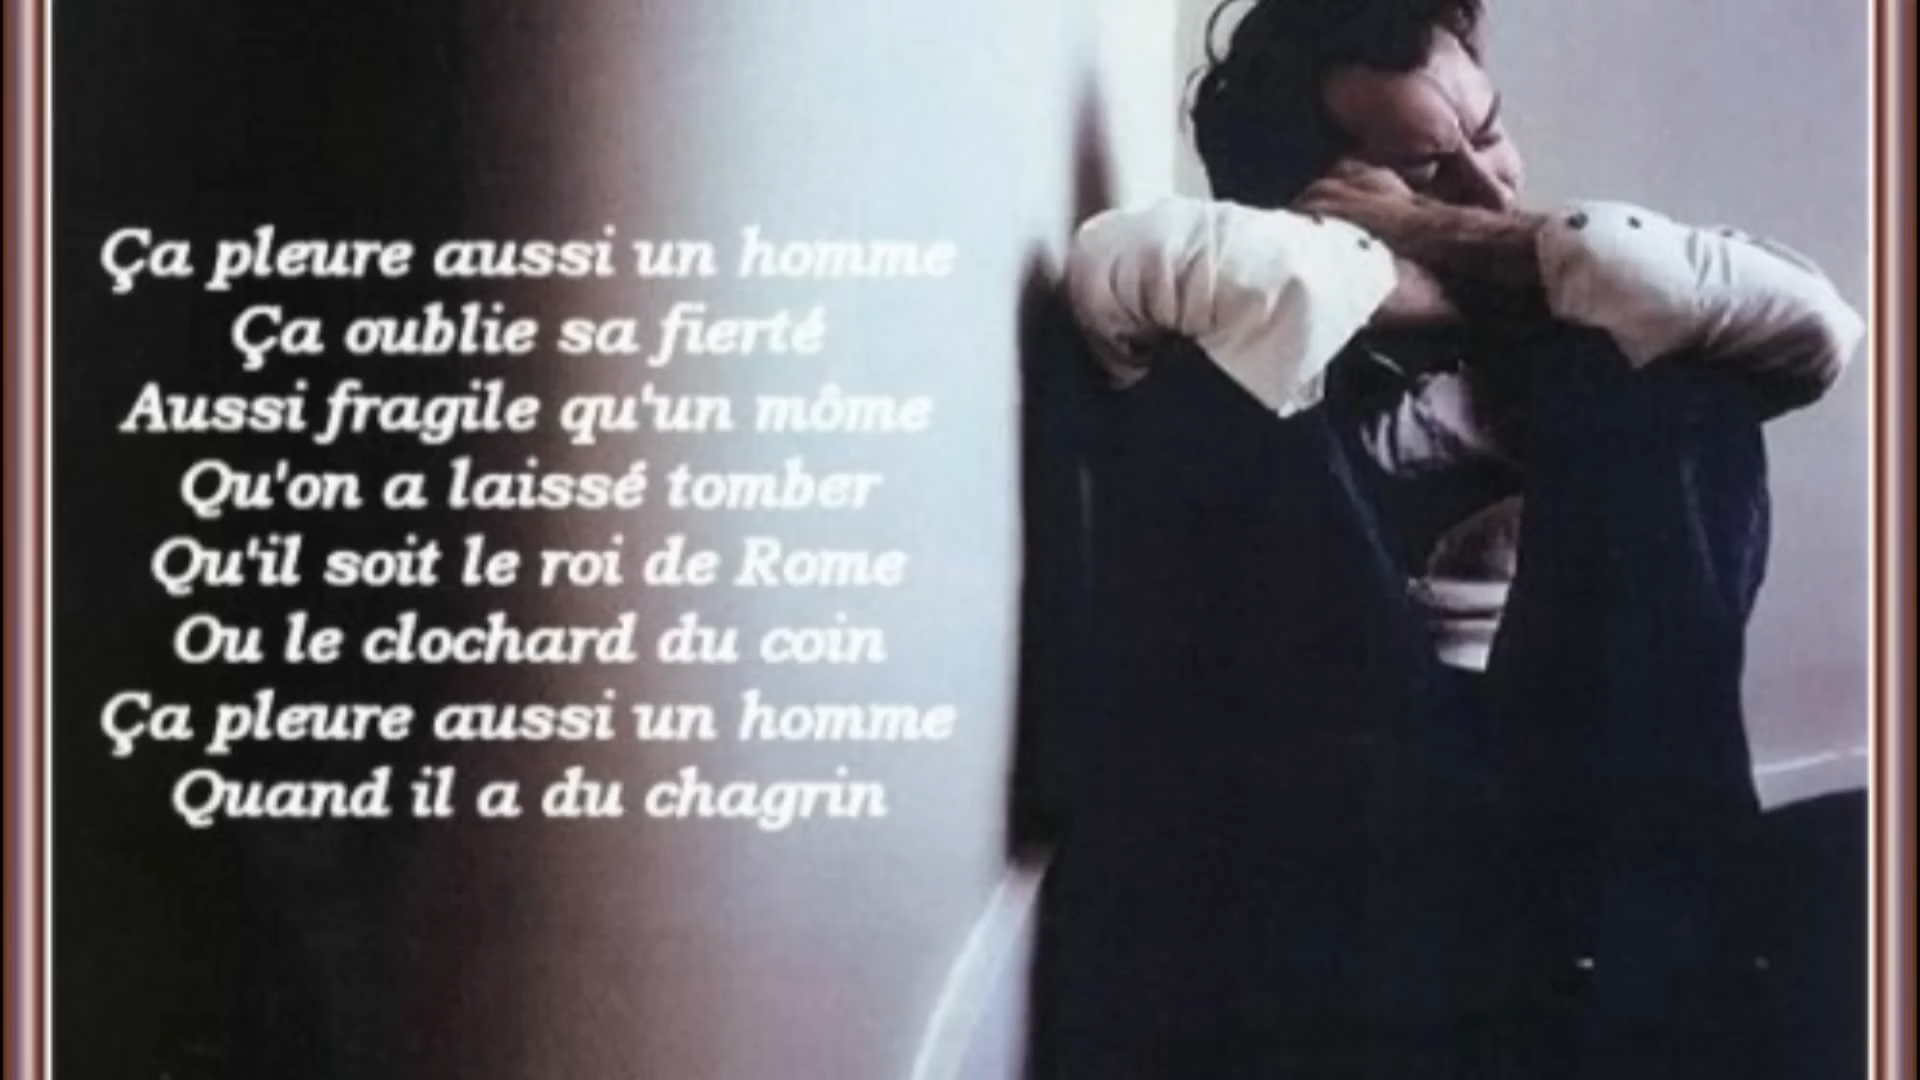 Ça pleure aussi un homme
Ça oublie sa fierté
Aussi fragile qu'un môme
Qu'on a laissé tomber
Qu'il soit le roi de Rome
Ou le clochard du coin
Ça pleure aussi un homme
Quand il a du chagrin